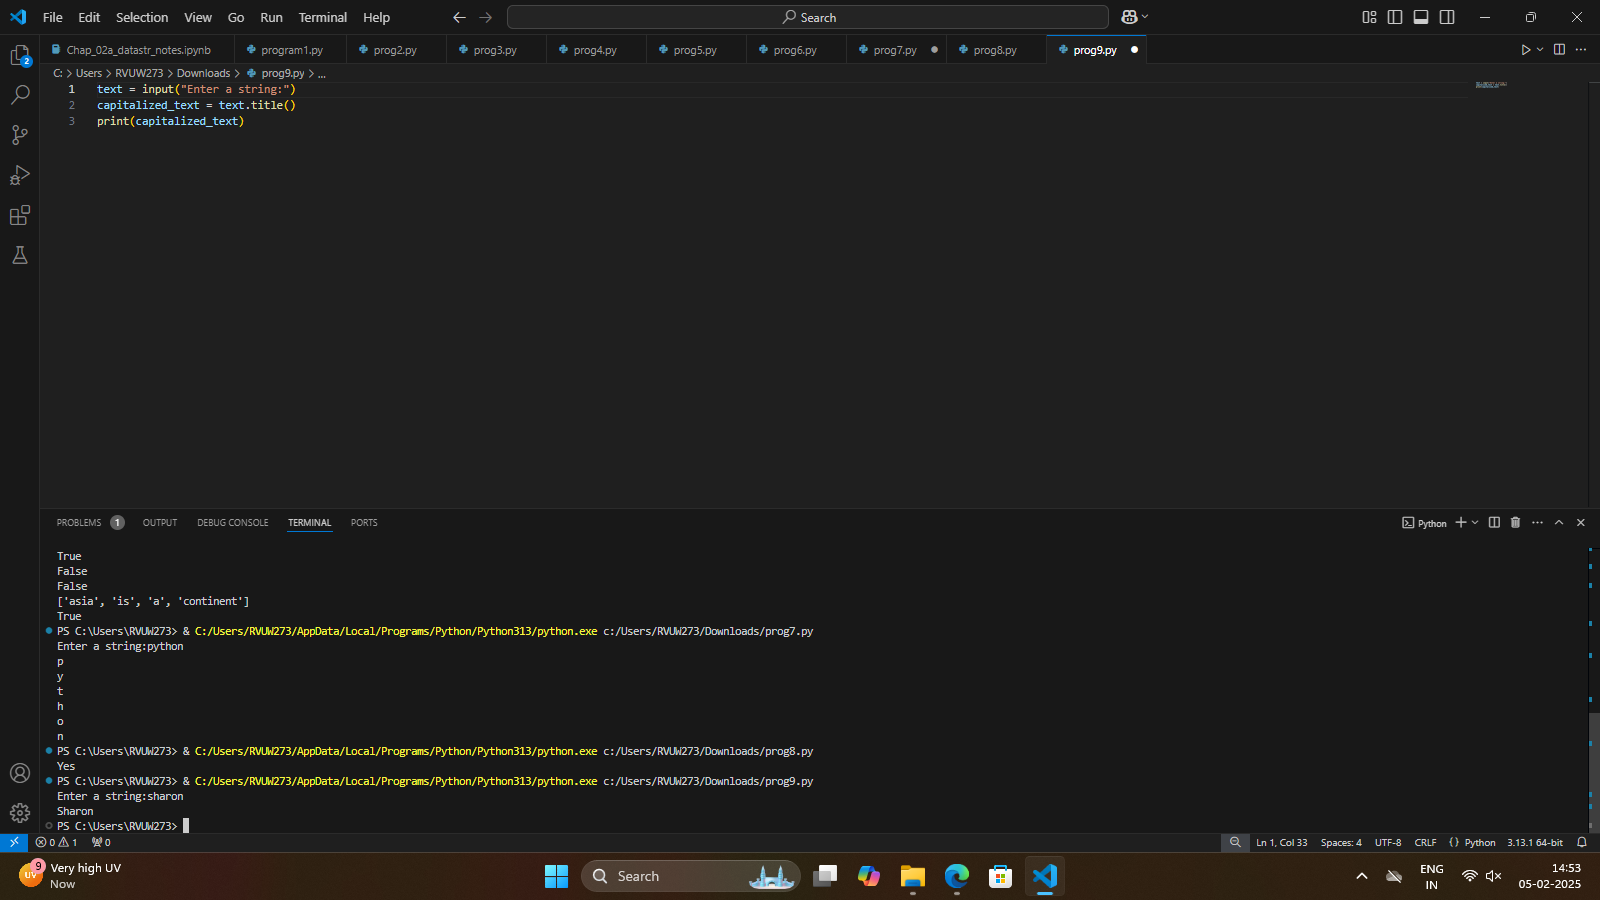 File Edit Selection View Go Run Terminal Help
Search
Chap_02a_datastr_notes.ipynb program1.py prog2.py prog3.py prog4.py prog5.py prog6.py prog7.py prog8.py prog9.py
C: > Users > RVUW273 > Downloads > prog9.py > ...
2
1 text = input("Enter a string:")
2 capitalized_text = text.title()
3 print(capitalized_text)
PROBLEMS 1 OUTPUT DEBUG CONSOLE TERMINAL PORTS
Python
True
False
False
['asia', 'is', 'a', 'continent']
True
PS C:\Users\RVUW273> & C:/Users/RVUW273/AppData/Local/Programs/Python/Python313/python.exe c:/Users/RVUW273/Downloads/prog7.py
Enter a string:python
p
y
t
h
o
n
PS C:\Users\RVUW273> & C:/Users/RVUW273/AppData/Local/Programs/Python/Python313/python.exe c:/Users/RVUW273/Downloads/prog8.py
Yes
PS C:\Users\RVUW273> & C:/Users/RVUW273/AppData/Local/Programs/Python/Python313/python.exe c:/Users/RVUW273/Downloads/prog9.py
Enter a string:sharon
Sharon
PS C:\Users\RVUW273>
0 1 0 Ln 1, Col 33 Spaces: 4 UTF-8 CRLF {} Python 3.13.1 64-bit
UV 9
Very high UV
Now
Search
ENG
IN
14:53
05-02-2025